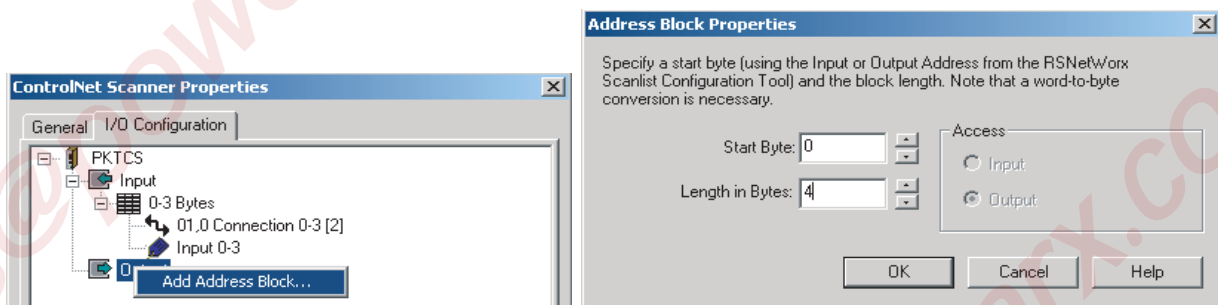 ControlNet Scanner Properties
General
I/O Configuration
PKTCS
Input
0-3 Bytes
01,0 Connection 0-3 [2]
Input 0-3
Add Address Block...
Address Block Properties
Specify a start byte (using the Input or Output Address from the RSNetWorx
Scanlist Configuration Tool) and the block length. Note that a word-to-byte
conversion is necessary.
Start Byte: 0
Length in Bytes: 4
Access
Input
Output
OK
Cancel
Help